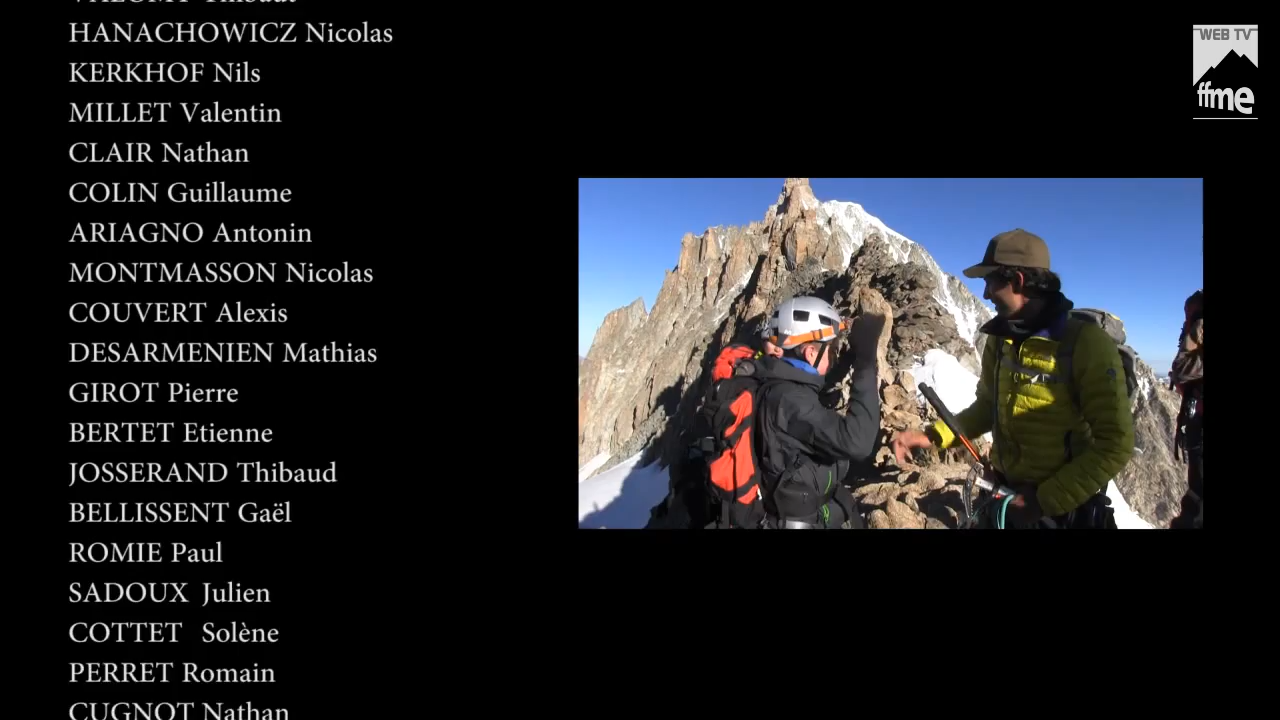 HANACHOWICZ Nicolas
KERKHOF Nils
MILLET Valentin
CLAIR Nathan
COLIN Guillaume
ARIAGNO Antonin
MONTMASSON Nicolas
COUVERT Alexis
DESARMENIEN Mathias
GIROT Pierre
BERTET Etienne
JOSSERAND Thibaud
BELLISSENT Gaël
ROMIE Paul
SADOUX Julien
COTTET Solène
PERRET Romain
CUGNOT Nathan
WEB TV
ffme